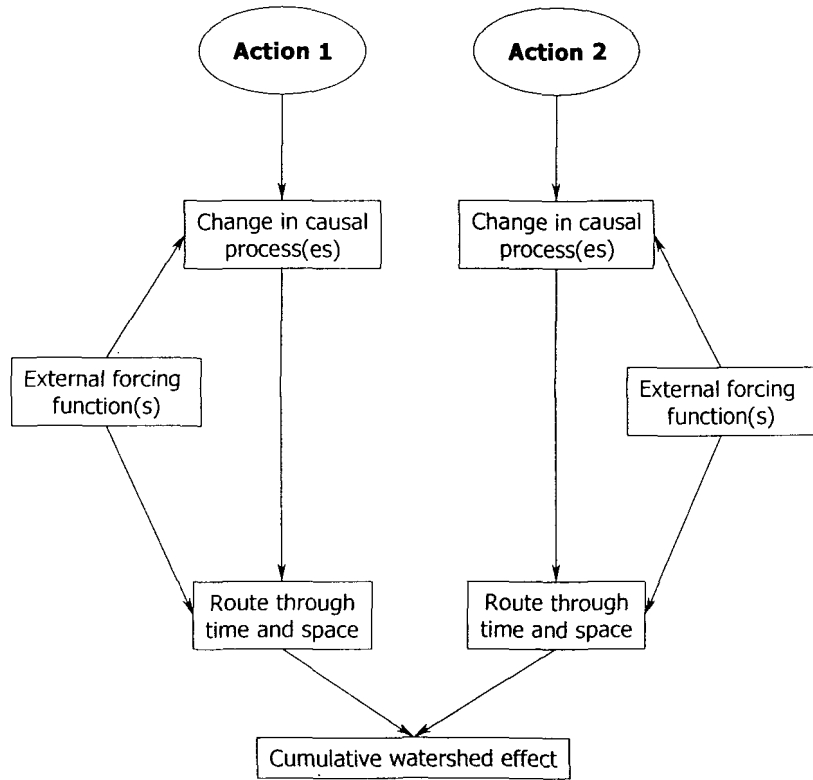 Action 1
Action 2
Change in causal
process(es)
Change in causal
process(es)
External forcing
function(s)
External forcing
function(s)
Route through
time and space
Route through
time and space
Cumulative watershed effect